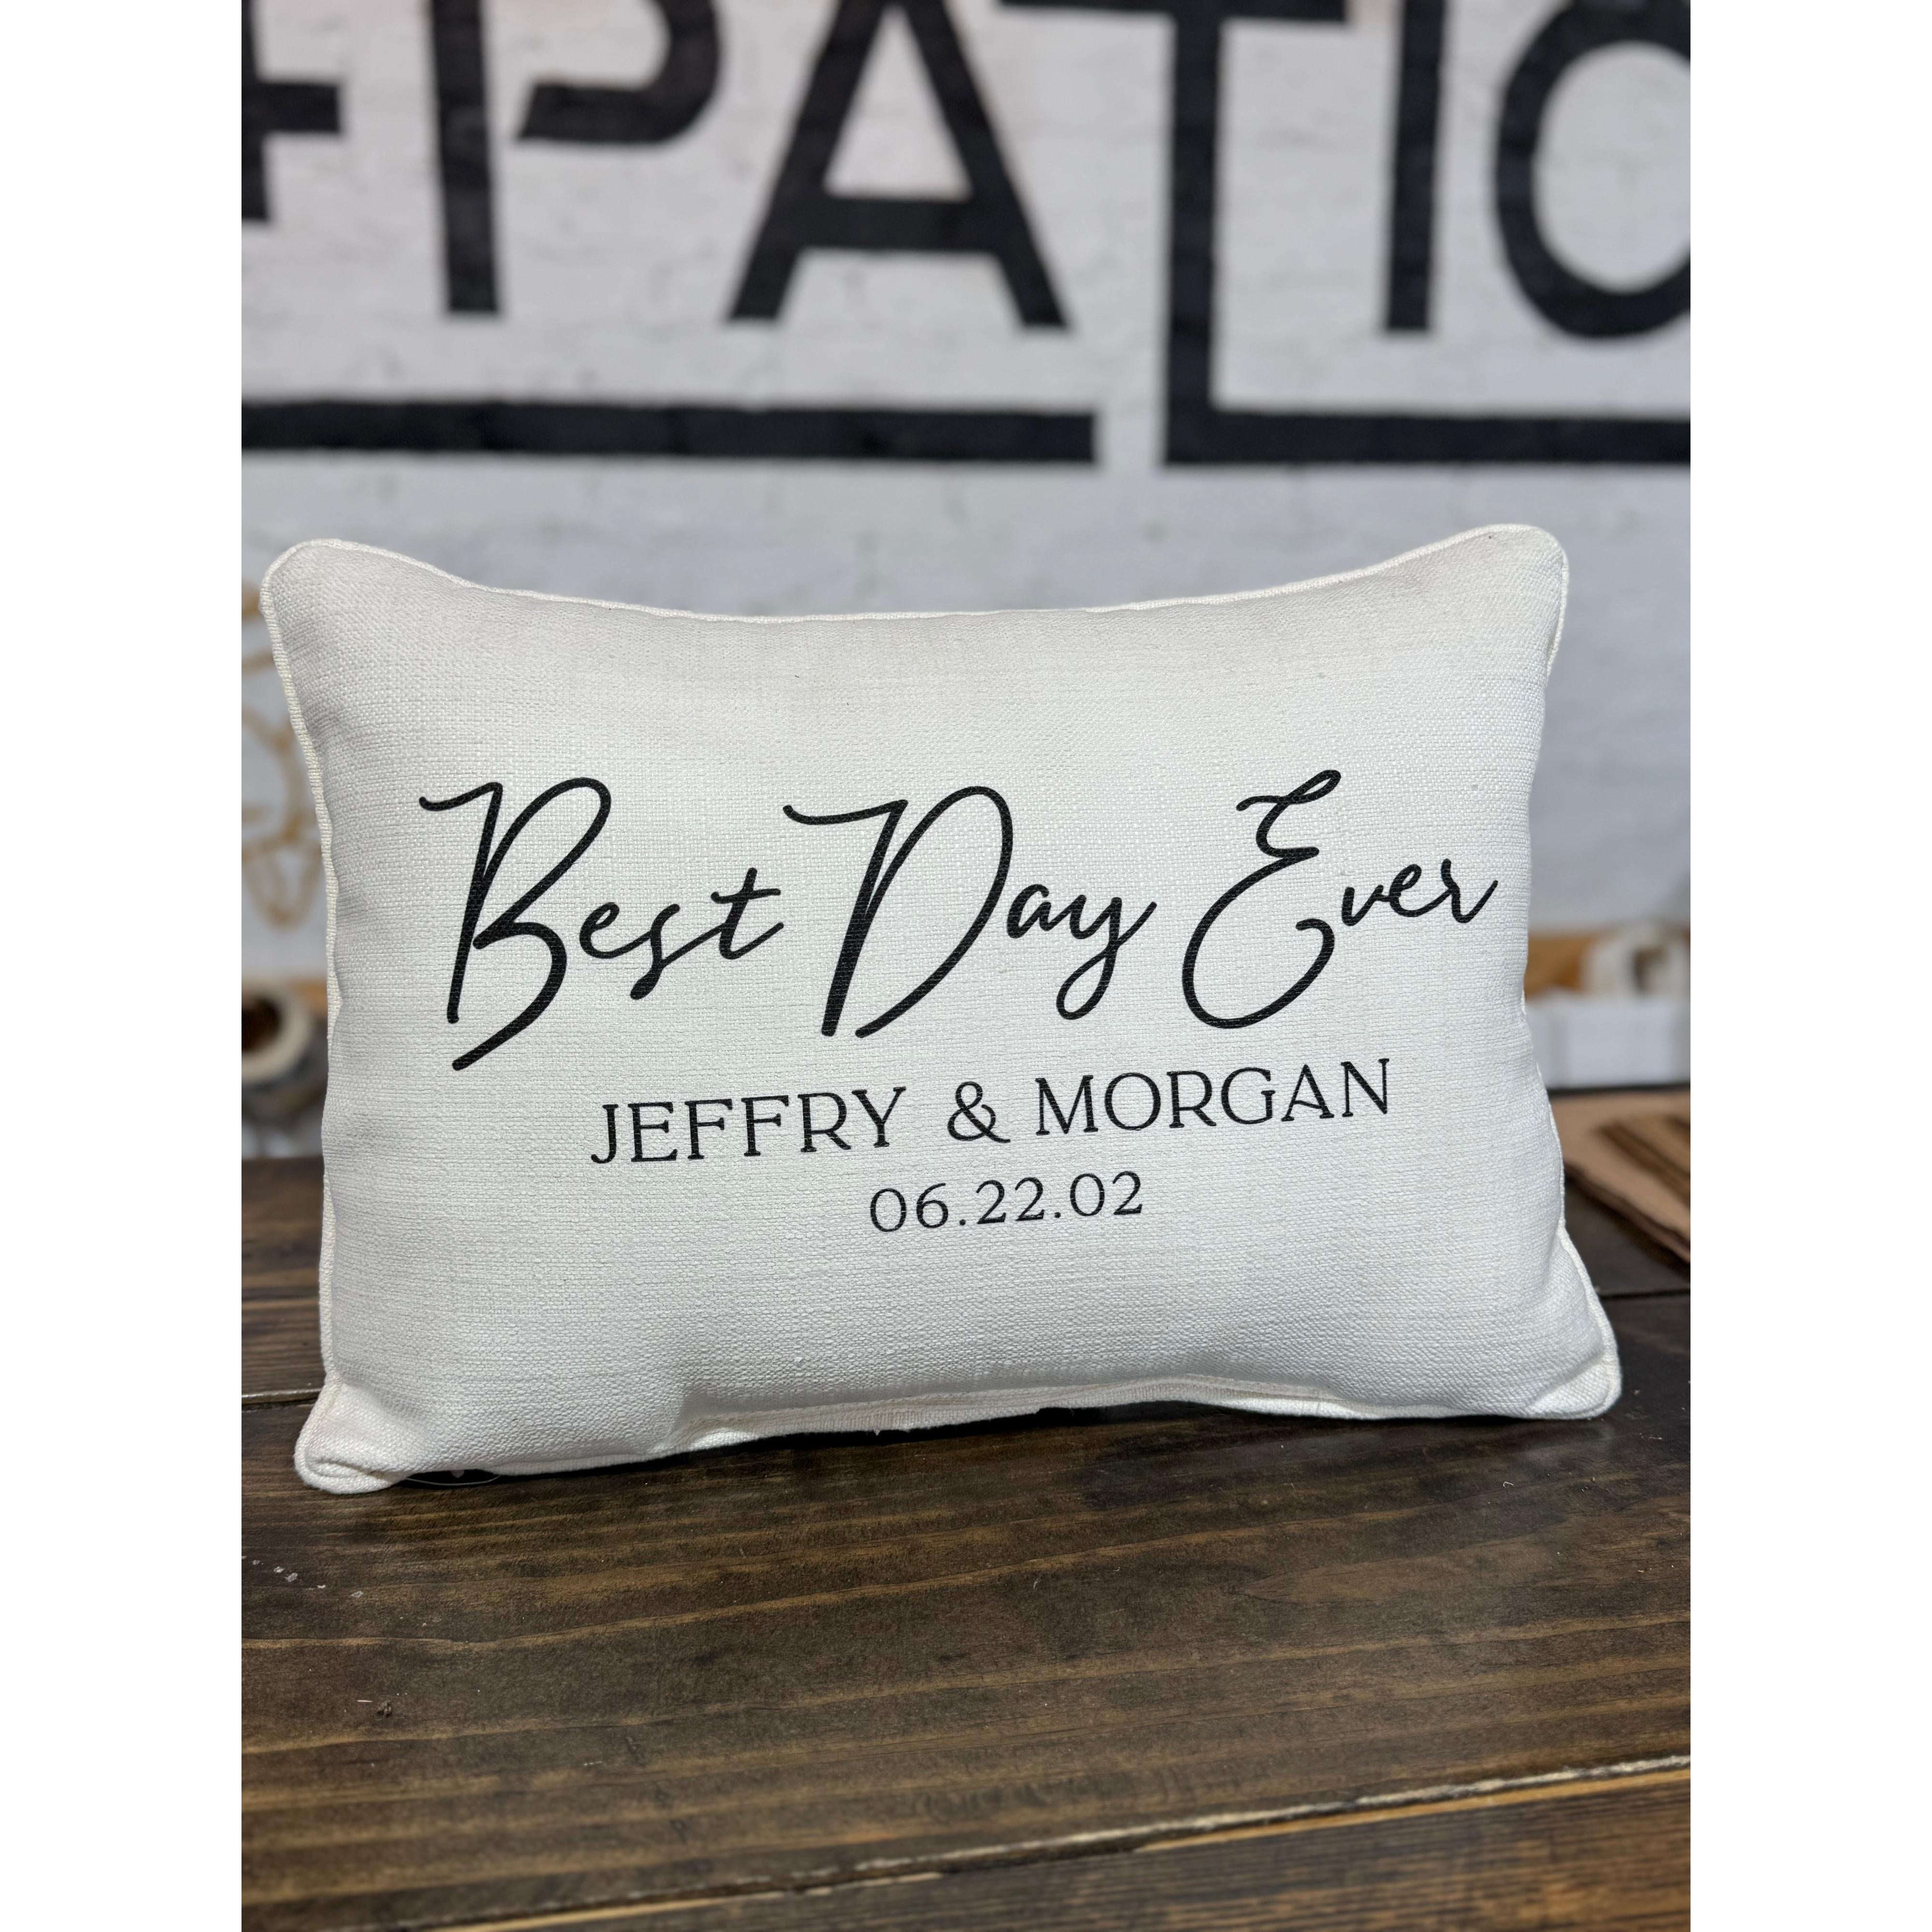 +PATIO
Best Day Ever
JEFFRY & MORGAN
06.22.02